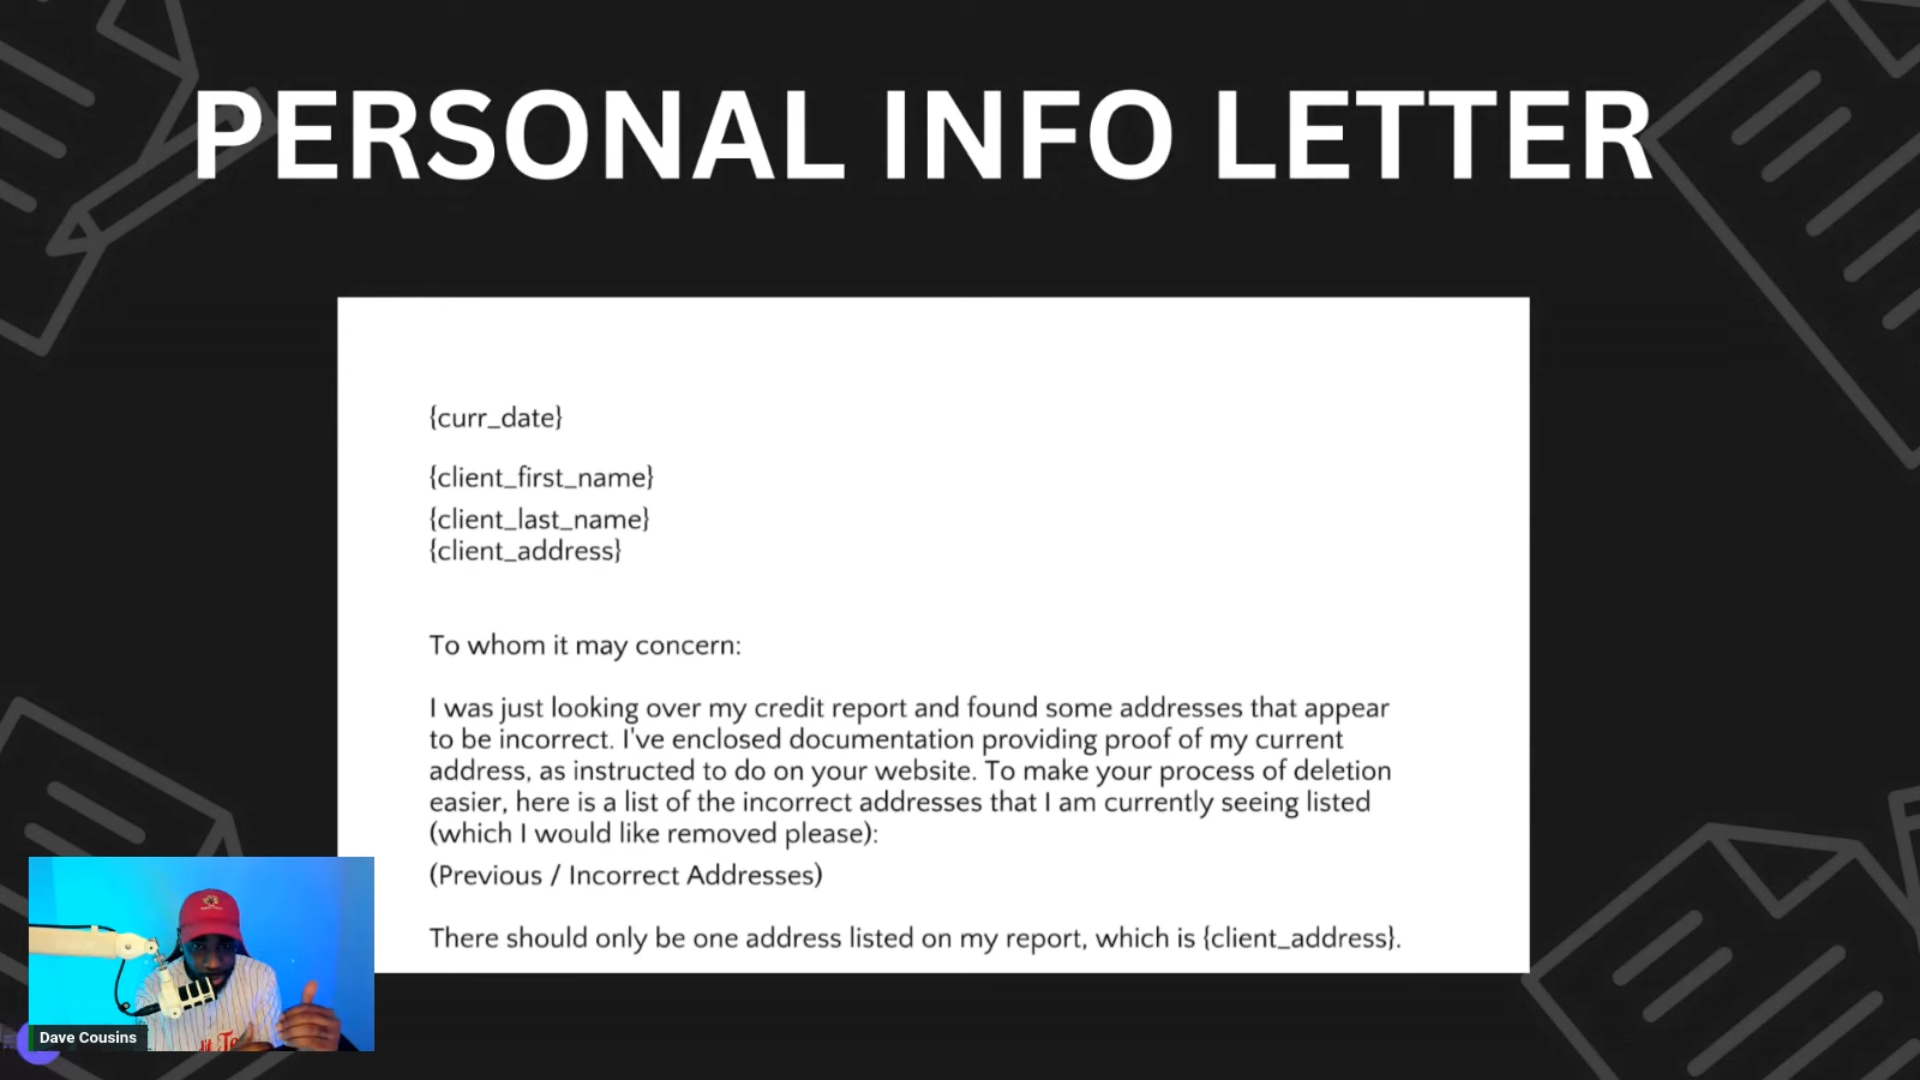 PERSONAL INFO LETTER
{curr_date}
{client_first_name}
{client_last_name}
{client_address}
To whom it may concern:
I was just looking over my credit report and found some addresses that appear
to be incorrect. I've enclosed documentation providing proof of my current
address, as instructed to do on your website. To make your process of deletion
easier, here is a list of the incorrect addresses that I am currently seeing listed
(which I would like removed please):
(Previous / Incorrect Addresses)
There should only be one address listed on my report, which is {client_address}.
Dave Cousins